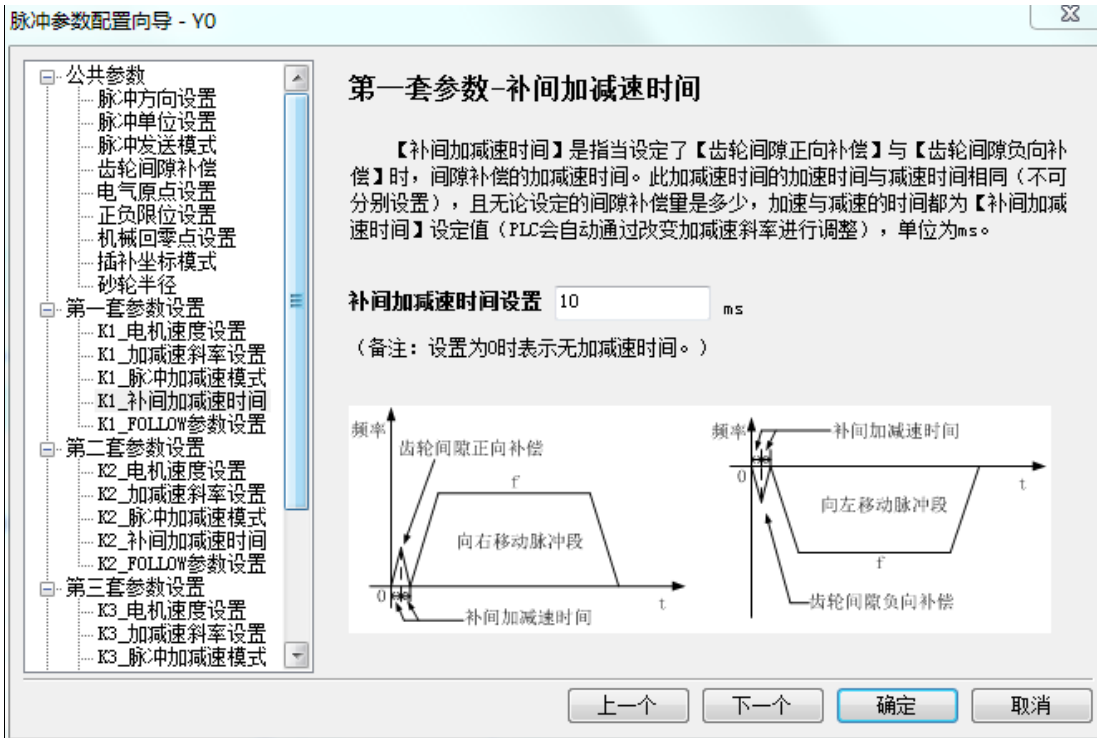 脉冲参数配置向导 - Y0
公共参数
脉冲方向设置
脉冲单位设置
脉冲发送模式
齿轮间隙补偿
电气原点设置
正负限位设置
机械回零点设置
插补坐标模式
砂轮半径
第一套参数设置
K1_电机速度设置
K1_加减速斜率设置
K1_脉冲加减速模式
K1_补间加减速时间
K1_FOLLOW参数设置
第二套参数设置
K2_电机速度设置
K2_加减速斜率设置
K2_脉冲加减速模式
K2_补间加减速时间
K2_FOLLOW参数设置
第三套参数设置
K3_电机速度设置
K3_加减速斜率设置
K3_脉冲加减速模式
第一套参数-补间加减速时间
【补间加减速时间】是指当设定了【齿轮间隙正向补偿】与【齿轮间隙负向补
偿】时，间隙补偿的加减速时间。此加减速时间的加速时间与减速时间相同（不可
分别设置），且无论设定的间隙补偿量是多少，加速与减速的时间都为【补间加减
速时间】设定值（PLC会自动通过改变加减速斜率进行调整），单位为ms。
补间加减速时间设置 10 ms
（备注：设置为0时表示无加减速时间。）
频率
齿轮间隙正向补偿
f
向右移动脉冲段
0
t
补间加减速时间
频率
补间加减速时间
0
t
向左移动脉冲段
f
齿轮间隙负向补偿
上一个 下一个 确定 取消